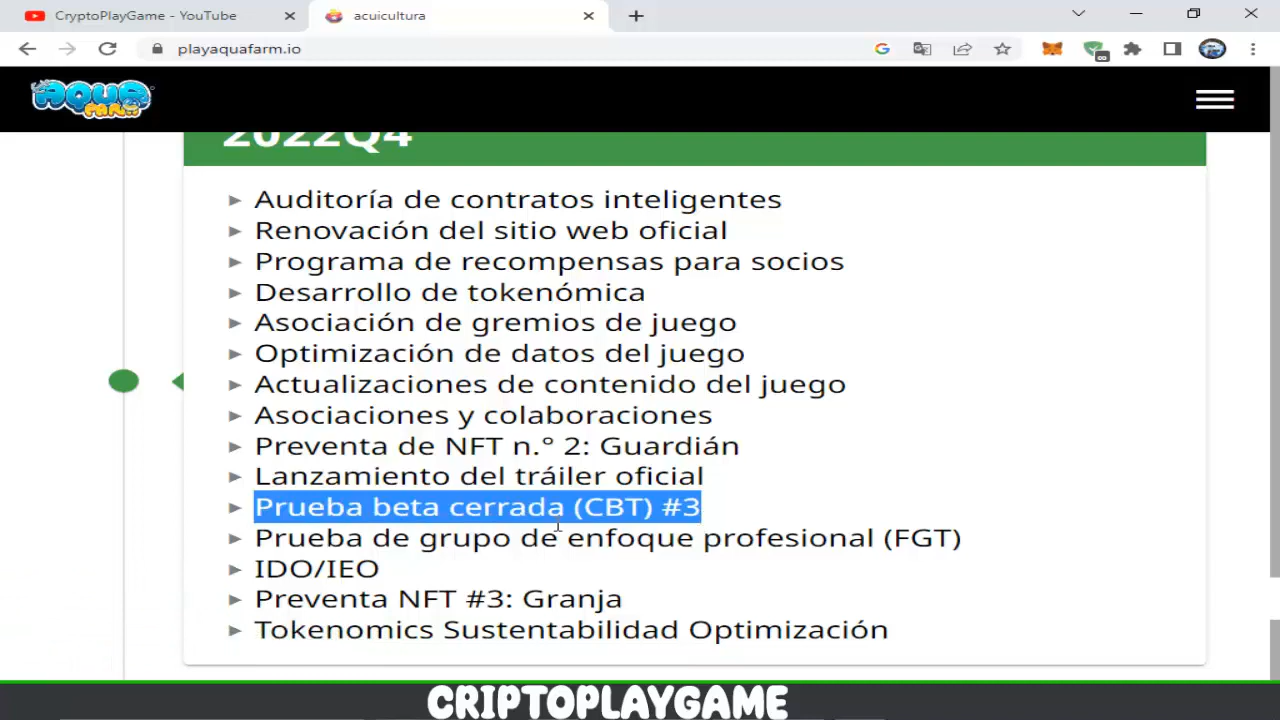 CryptoPlayGame - YouTube
acuicultura
playaquafarm.io
AQUA
FARM
2022Q4
Auditoría de contratos inteligentes
Renovación del sitio web oficial
Programa de recompensas para socios
Desarrollo de tokenómica
Asociación de gremios de juego
Optimización de datos del juego
Actualizaciones de contenido del juego
Asociaciones y colaboraciones
Preventa de NFT n.° 2: Guardián
Lanzamiento del tráiler oficial
Prueba beta cerrada (CBT) #3
Prueba de grupo de enfoque profesional (FGT)
IDO/IEO
Preventa NFT #3: Granja
Tokenomics Sustentabilidad Optimización
CRIPTOPLAYGAME